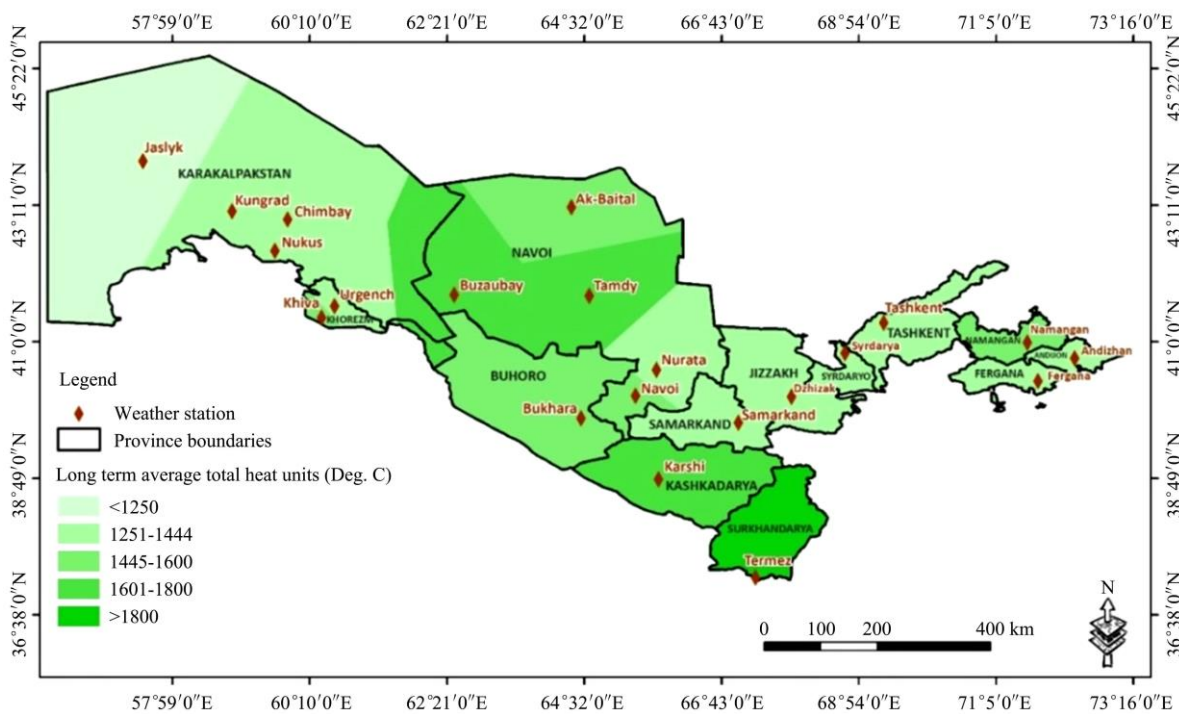 57°59′0″E 60°10′0″E 62°21′0″E 64°32′0″E 66°43′0″E 68°54′0″E 71°5′0″E 73°16′0″E
45°22′0″N 45°22′0″N
Jaslyk
KARAKALPAKSTAN
Kungrad
Chimbay
Ak-Baital
43°11′0″N 43°11′0″N
Nukus
NAVOI
Buzaubay
Tamdy
Urgench
Khiva
KHOREZM
Tashkent
TASHKENT
Namangan
NAMANGAN
41°0′0″N 41°0′0″N
Syrdarya
Andizhan
ANDIJON
Nurata
BUHORO
JIZZAKH
SYRDARYO
FERGANA
Fergana
Navoi
Dzhizak
Bukhara
SAMARKAND
Samarkand
Legend
Weather station
Province boundaries
Karshi
KASHKADARYA
38°49′0″N 38°49′0″N
Long term average total heat units (Deg. C)
<1250
1251-1444
1445-1600
1601-1800
>1800
SURKHANDARYA
Termez
36°38′0″N 36°38′0″N
N
0 100 200 400 km
57°59′0″E 60°10′0″E 62°21′0″E 64°32′0″E 66°43′0″E 68°54′0″E 71°5′0″E 73°16′0″E